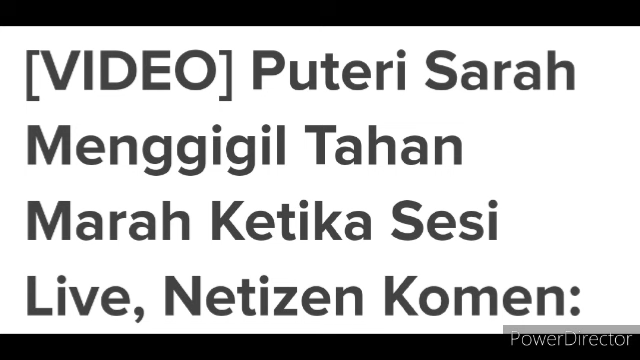 [VIDEO] Puteri Sarah
Menggigil Tahan
Marah Ketika Sesi
Live, Netizen Komen:
PowerDirector